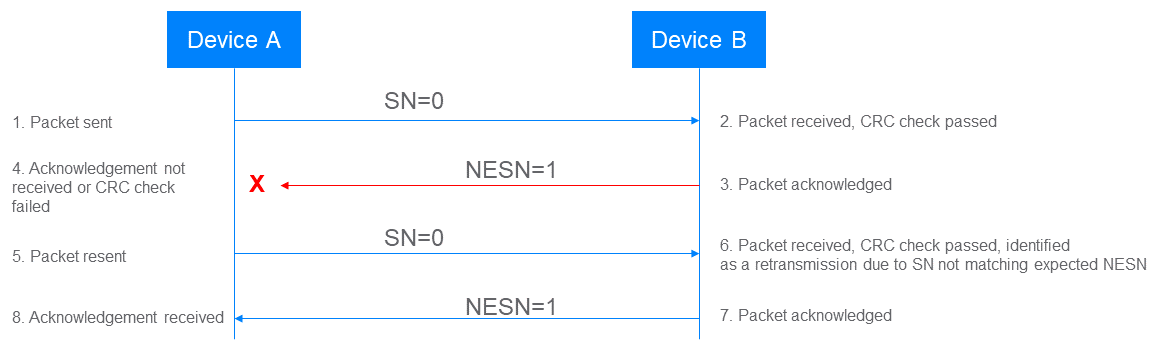 Device A
Device B
SN=0
1. Packet sent
2. Packet received, CRC check passed
4. Acknowledgement not
received or CRC check
failed
X
NESN=1
3. Packet acknowledged
SN=0
5. Packet resent
6. Packet received, CRC check passed, identified
as a retransmission due to SN not matching expected NESN
NESN=1
8. Acknowledgement received
7. Packet acknowledged